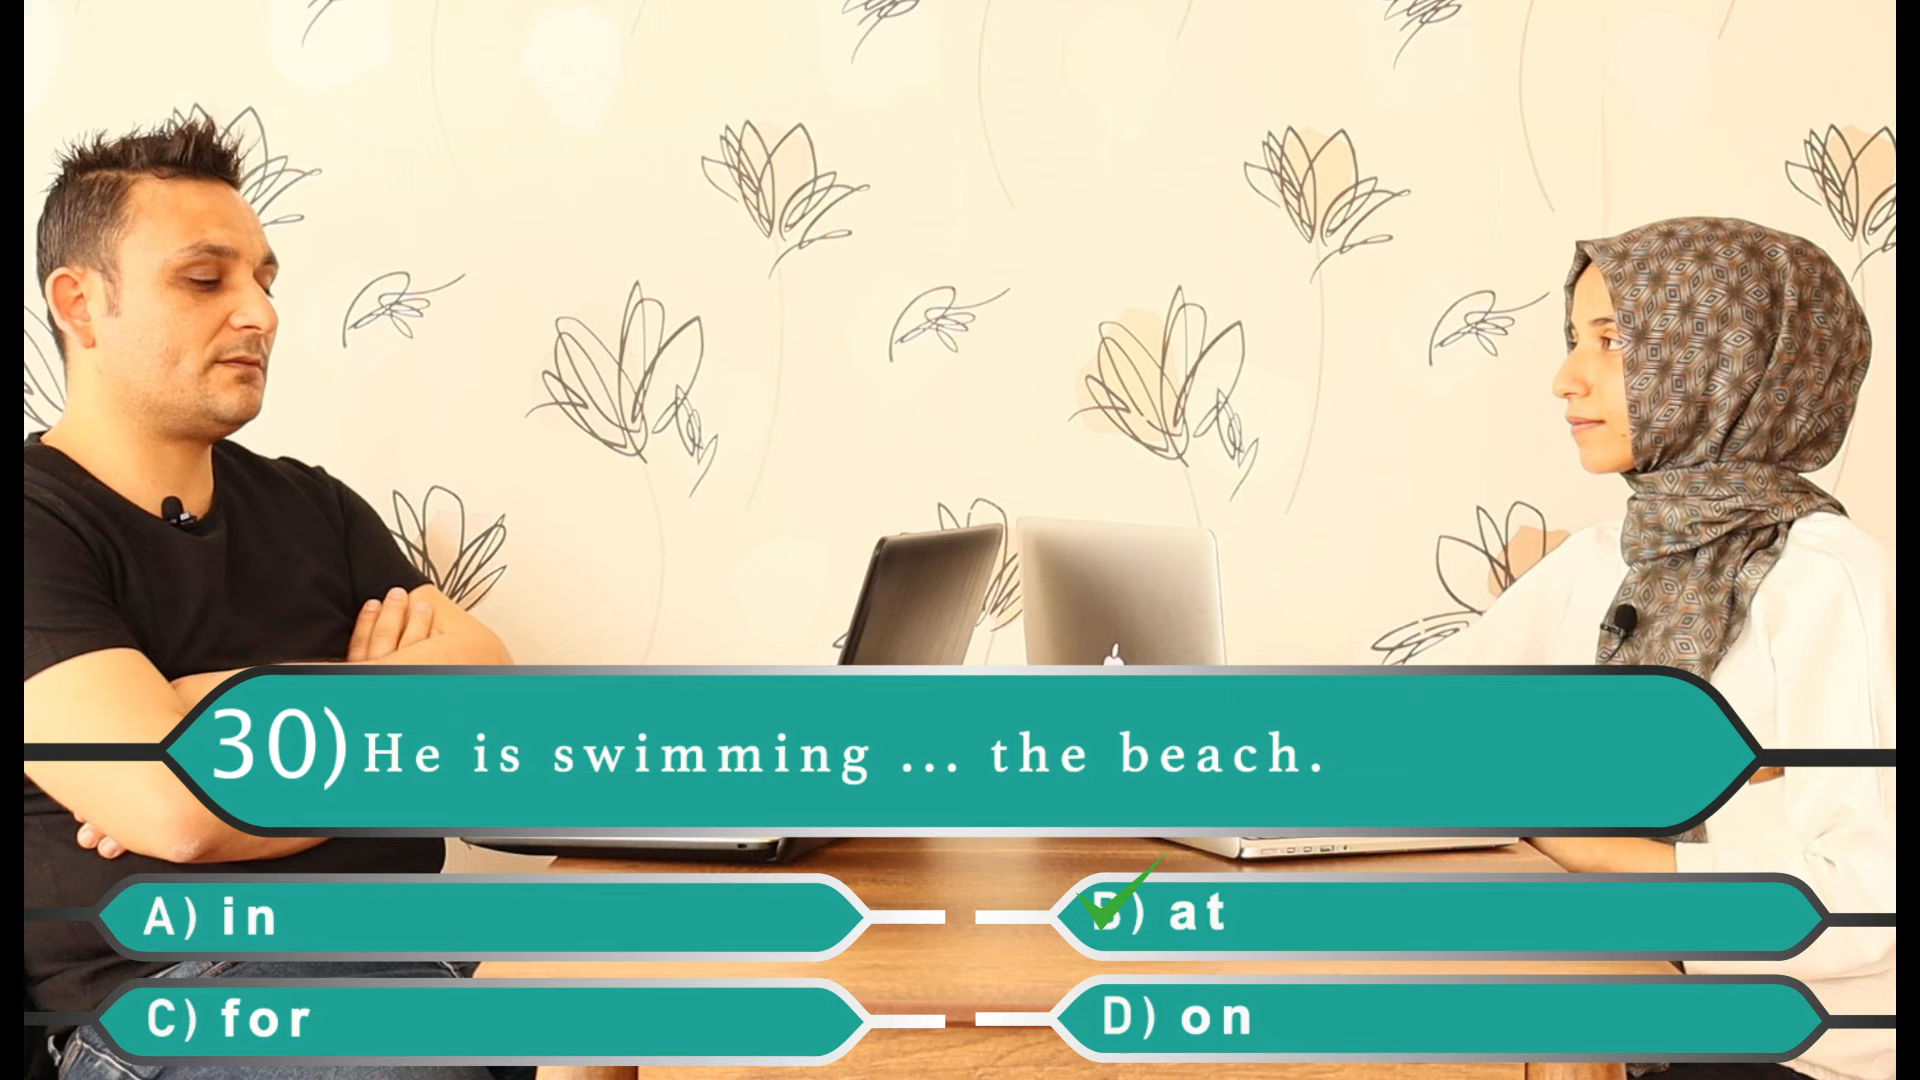 30) He is swimming ... the beach.
A) in
B) at
C) for
D) on